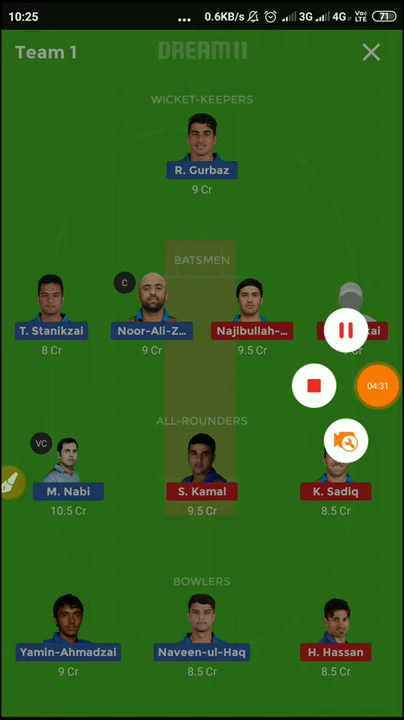 10:25 ... 0.6KB/s 3G 4G Vo) LTE 71
Team 1 DREAM11
WICKET-KEEPERS
R. Gurbaz
9 Cr
BATSMEN
C
T. Stanikzai Noor-Ali-Z... Najibullah-...
8 Cr 9 Cr 9.5 Cr Cr
04:31
ALL-ROUNDERS
VC
M. Nabi S. Kamal K. Sadiq
10.5 Cr 9.5 Cr 8.5 Cr
BOWLERS
Yamin-Ahmadzai Naveen-ul-Haq H. Hassan
9 Cr 8.5 Cr 8.5 Cr